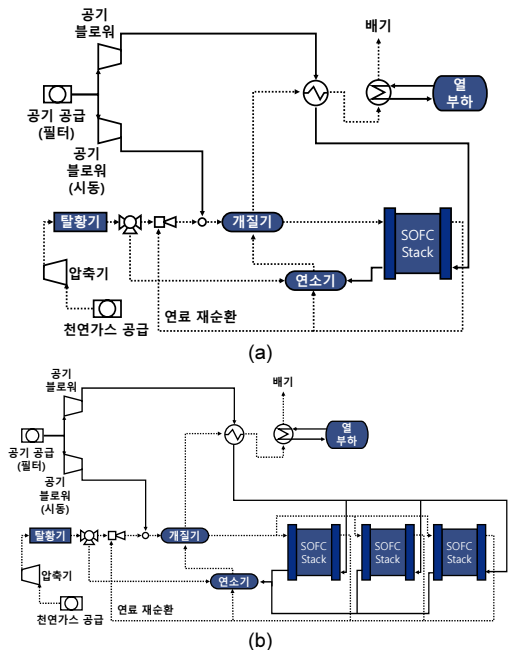 공기
블로워
배기
열
부하
공기 공급
(필터)
공기
블로워
(시동)
탈황기
개질기
SOFC
Stack
연소기
압축기
연료 재순환
천연가스 공급
(a)
공기
블로워
배기
열
부하
공기 공급
(필터)
공기
블로워
(시동)
탈황기
개질기
SOFC
Stack
SOFC
Stack
SOFC
Stack
압축기
연소기
연료 재순환
천연가스 공급
(b)